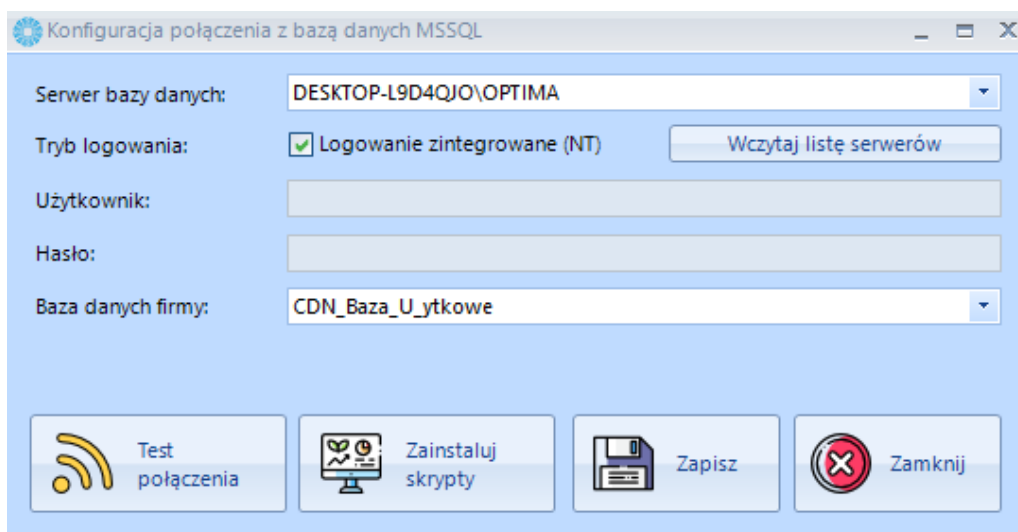 Konfiguracja połączenia z bazą danych MSSQL
Serwer bazy danych: DESKTOP-L9D4QJO\OPTIMA
Tryb logowania: Logowanie zintegrowane (NT) Wczytaj listę serwerów
Użytkownik:
Hasło:
Baza danych firmy: CDN_Baza_U_ytkowe
Test połączenia
Zainstaluj skrypty
Zapisz
Zamknij